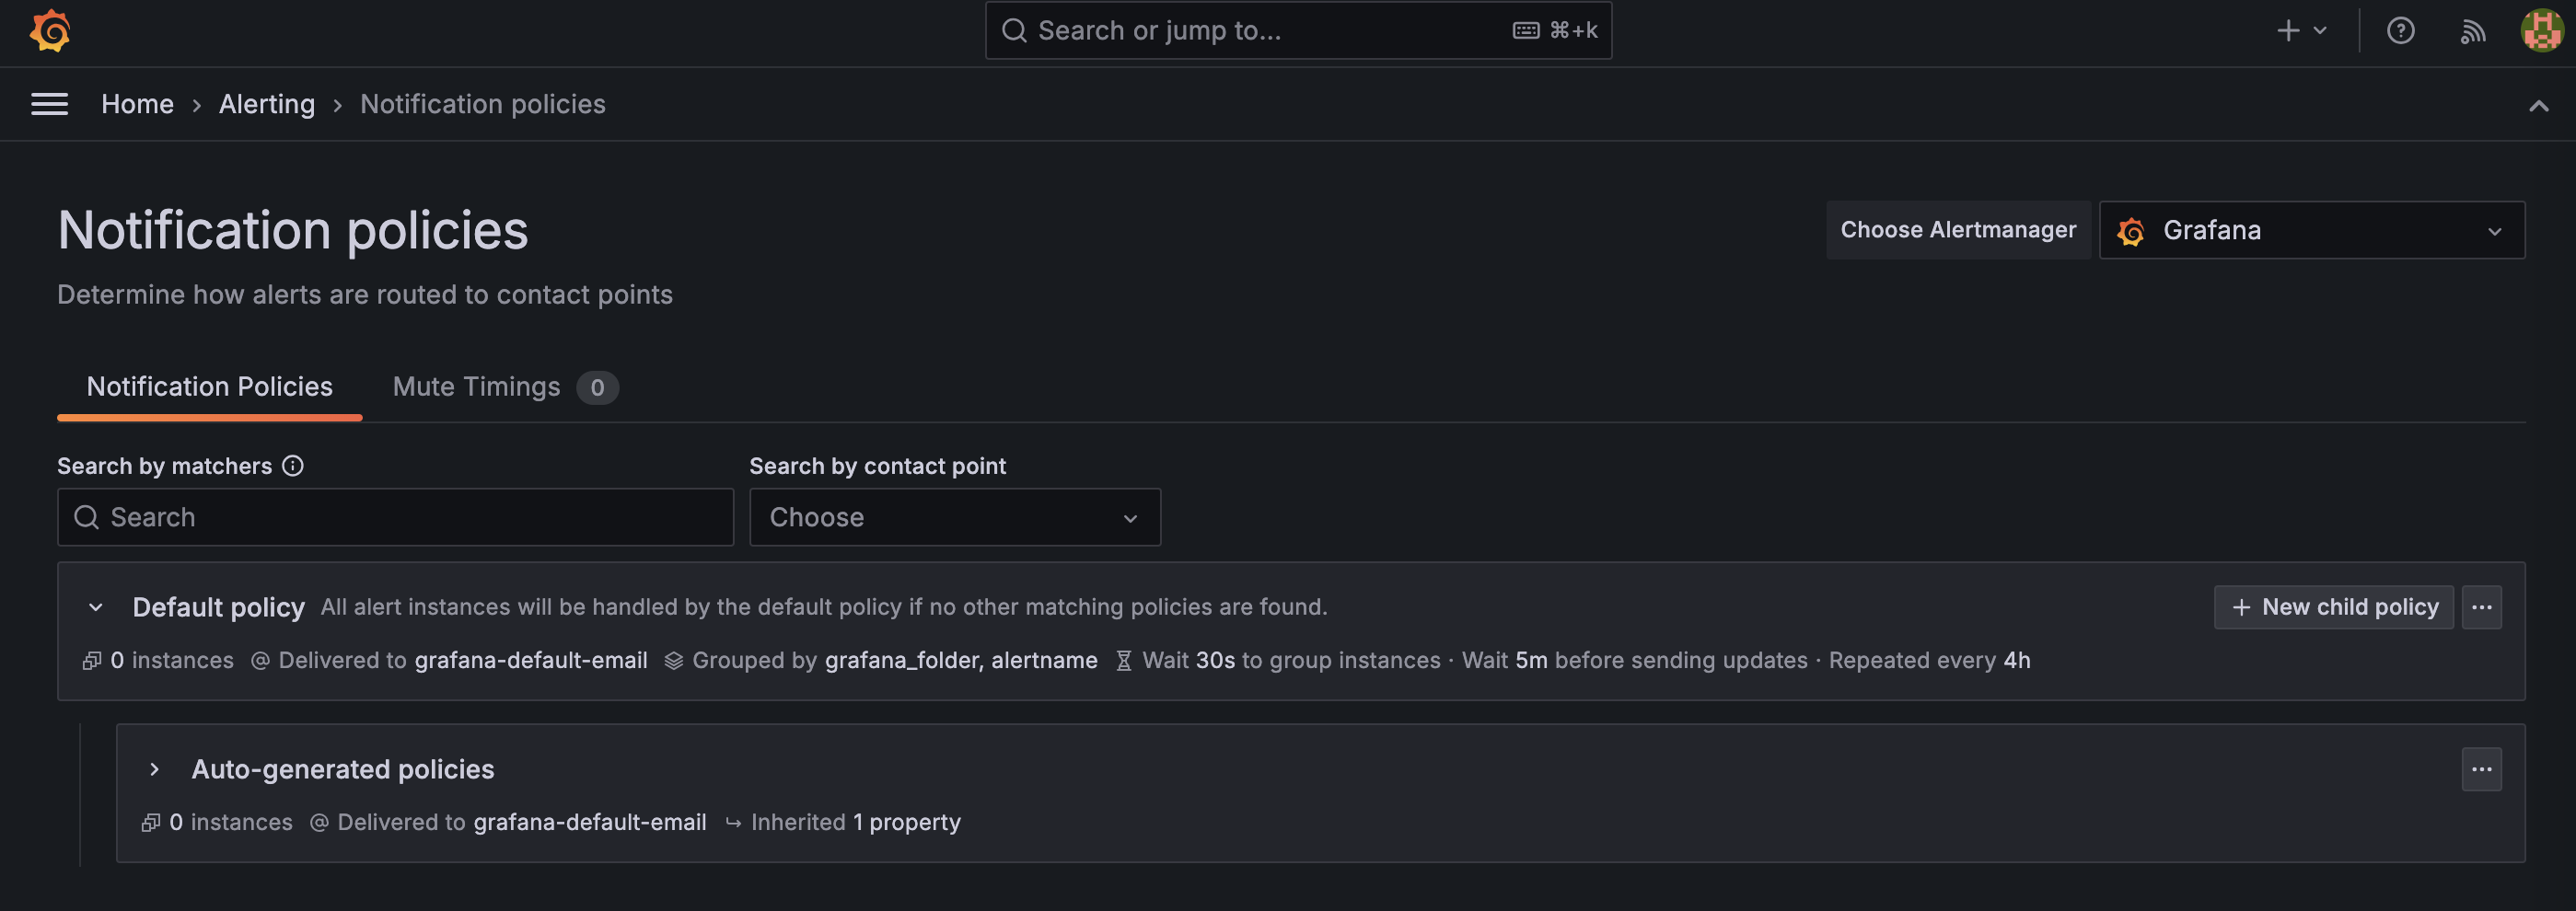 Search or jump to... ⌘+k
Home › Alerting › Notification policies
Notification policies
Choose Alertmanager Grafana
Determine how alerts are routed to contact points
Notification Policies Mute Timings 0
Search by matchers Search by contact point
Search Choose
Default policy All alert instances will be handled by the default policy if no other matching policies are found. + New child policy ...
0 instances @ Delivered to grafana-default-email Grouped by grafana_folder, alertname Wait 30s to group instances · Wait 5m before sending updates · Repeated every 4h
Auto-generated policies ...
0 instances @ Delivered to grafana-default-email Inherited 1 property